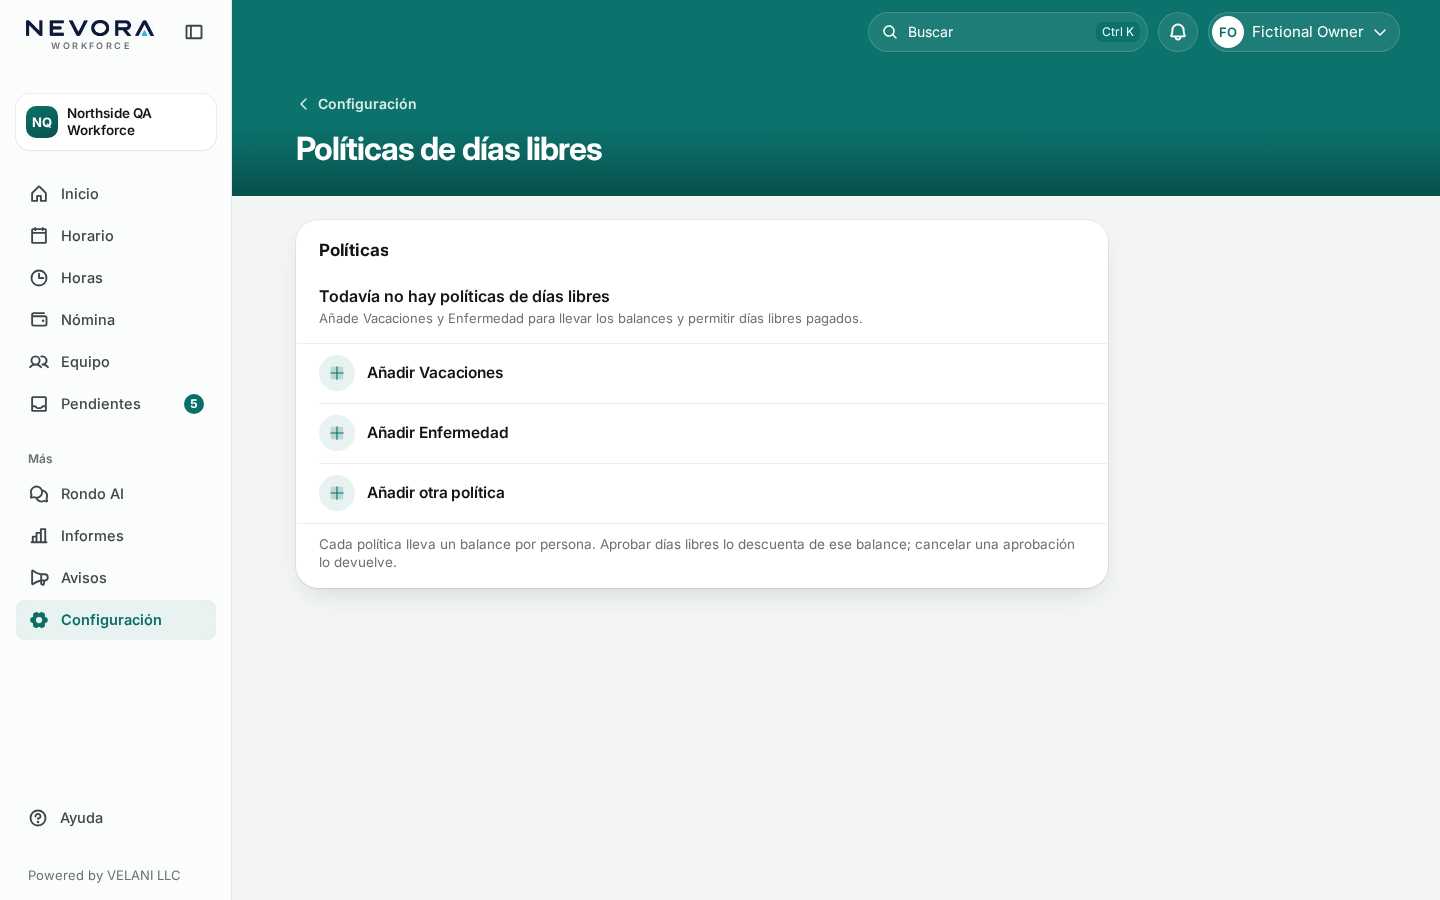 NEVORA
WORKFORCE
NQ
Northside QA
Workforce
Inicio
Horario
Horas
Nómina
Equipo
Pendientes
5
Más
Rondo AI
Informes
Avisos
Configuración
Ayuda
Powered by VELANI LLC
Buscar
Ctrl K
FO
Fictional Owner
Configuración
Políticas de días libres
Políticas
Todavía no hay políticas de días libres
Añade Vacaciones y Enfermedad para llevar los balances y permitir días libres pagados.
Añadir Vacaciones
Añadir Enfermedad
Añadir otra política
Cada política lleva un balance por persona. Aprobar días libres lo descuenta de ese balance; cancelar una aprobación
lo devuelve.